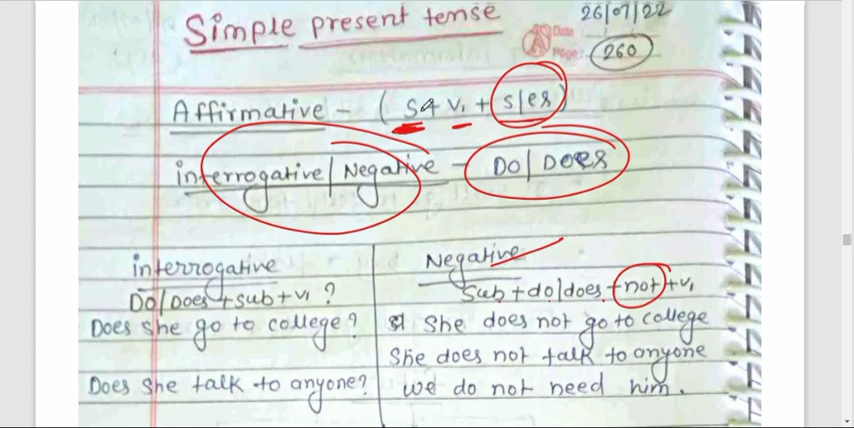 Simple present tense
26/07/22
Date
Page: 260
Affirmative - (S+V₁ + s/es)
interrogative/Negative - DO/DOES
interrogative
DO/Does+sub+v₁ ?
Does she go to college?
Does she talk to anyone?
Negative
Sub+do/does+not+v₁
She does not go to college
She does not talk to anyone
we do not need him.